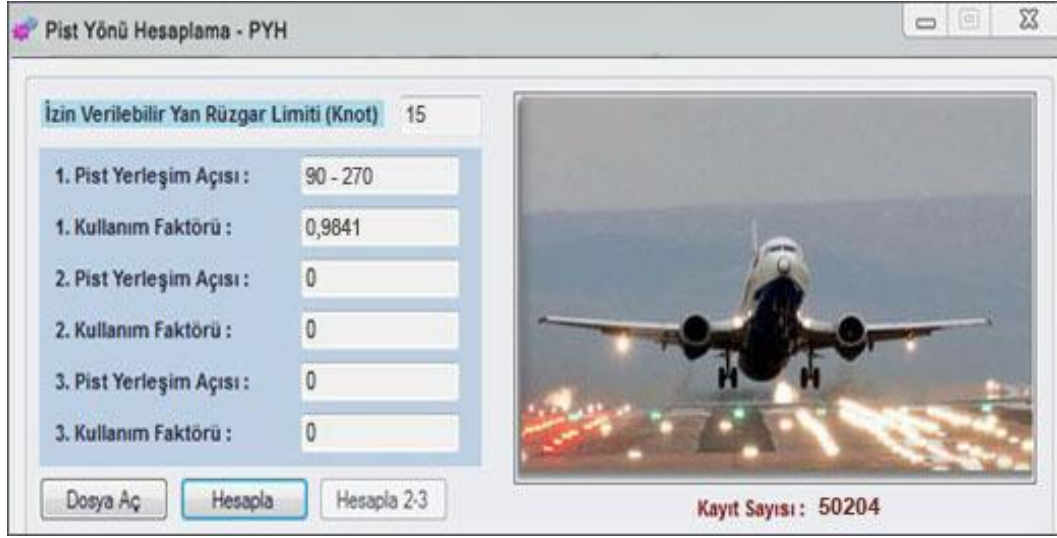 Pist Yönü Hesaplama - PYH
İzin Verilebilir Yan Rüzgar Limiti (Knot) 15
1. Pist Yerleşim Açısı : 90 - 270
1. Kullanım Faktörü : 0,9841
2. Pist Yerleşim Açısı : 0
2. Kullanım Faktörü : 0
3. Pist Yerleşim Açısı : 0
3. Kullanım Faktörü : 0
Dosya Aç Hesapla Hesapla 2-3
Kayıt Sayısı : 50204